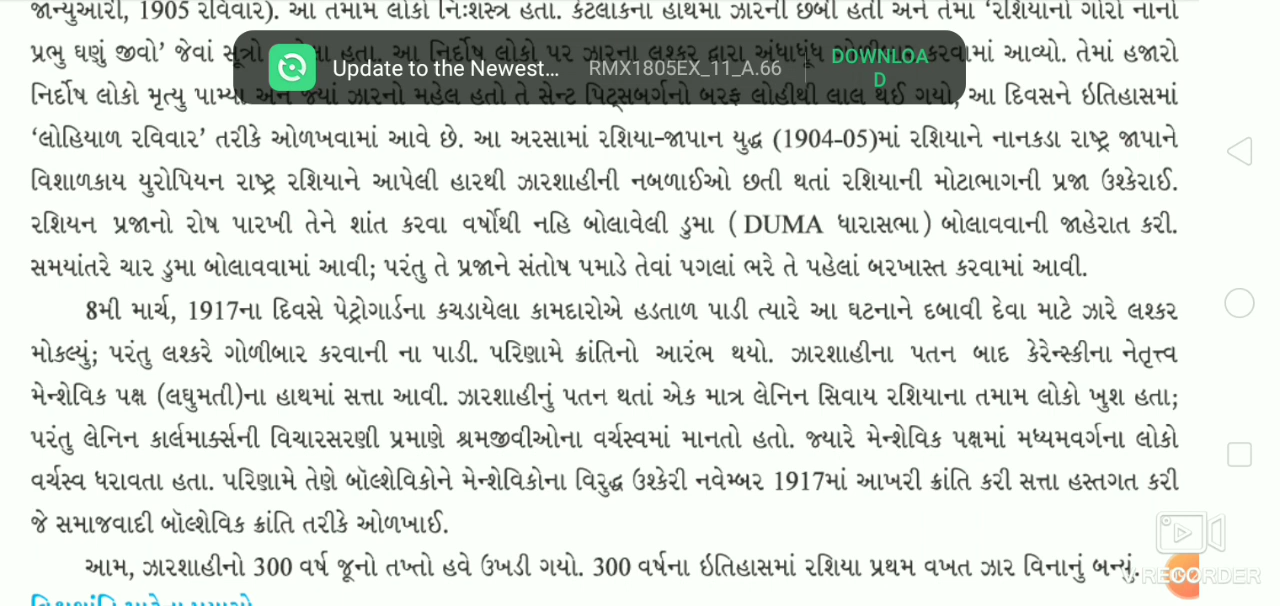 જાન્યુઆરી, 1905 રવિવાર). આ તમામ લોકો નિઃશસ્ત્ર હતા. કેટલાકના હાથમાં ઝારની છબી હતી અને તેમાં ‘રશિયાનો ગોરો નાનો
પ્રભુ ઘણું જીવો’ જેવાં સૂત્રો હતા. આ નિર્દોષ લોકો પર ઝારના લશ્કર દ્વારા અંધાધૂંધ કરવામાં આવ્યો. તેમાં હજારો
Update to the Newest... RMX1805EX_11_A.66 DOWNLOA
D
નિર્દોષ લોકો મૃત્યુ પામ્યા અને જ્યાં ઝારનો મહેલ હતો તે સેન્ટ પિટ્સબર્ગનો બરફ લોહીથી લાલ થઈ ગયો, આ દિવસને ઇતિહાસમાં
‘લોહિયાળ રવિવાર’ તરીકે ઓળખવામાં આવે છે. આ અરસામાં રશિયા-જાપાન યુદ્ધ (1904-05)માં રશિયાને નાનકડા રાષ્ટ્ર જાપાને
વિશાળકાય યુરોપિયન રાષ્ટ્ર રશિયાને આપેલી હારથી ઝારશાહીની નબળાઈઓ છતી થતાં રશિયાની મોટાભાગની પ્રજા ઉશ્કેરાઈ.
રશિયન પ્રજાનો રોષ પારખી તેને શાંત કરવા વર્ષોથી નહિ બોલાવેલી ડુમા ( DUMA ધારાસભા ) બોલાવવાની જાહેરાત કરી.
સમયાંતરે ચાર ડુમા બોલાવવામાં આવી; પરંતુ તે પ્રજાને સંતોષ પમાડે તેવાં પગલાં ભરે તે પહેલાં બરખાસ્ત કરવામાં આવી.
8મી માર્ચ, 1917ના દિવસે પેટ્રોગાર્ડના કચડાયેલા કામદારોએ હડતાળ પાડી ત્યારે આ ઘટનાને દબાવી દેવા માટે ઝારે લશ્કર
મોકલ્યું; પરંતુ લશ્કરે ગોળીબાર કરવાની ના પાડી. પરિણામે ક્રાંતિનો આરંભ થયો. ઝારશાહીના પતન બાદ કેરેન્સ્કીના નેતૃત્ત્વ
મેન્શેવિક પક્ષ (લઘુમતી)ના હાથમાં સત્તા આવી. ઝારશાહીનું પતન થતાં એક માત્ર લેનિન સિવાય રશિયાના તમામ લોકો ખુશ હતા;
પરંતુ લેનિન કાર્લમાર્ક્સની વિચારસરણી પ્રમાણે શ્રમજીવીઓના વર્ચસ્વમાં માનતો હતો. જ્યારે મેન્શેવિક પક્ષમાં મધ્યમવર્ગના લોકો
વર્ચસ્વ ધરાવતા હતા. પરિણામે તેણે બૉલ્શેવિકોને મેન્શેવિકોના વિરુદ્ધ ઉશ્કેરી નવેમ્બર 1917માં આખરી ક્રાંતિ કરી સત્તા હસ્તગત કરી
જે સમાજવાદી બૉલ્શેવિક ક્રાંતિ તરીકે ઓળખાઈ.
આમ, ઝારશાહીનો 300 વર્ષ જૂનો તખ્તો હવે ઉખડી ગયો. 300 વર્ષના ઇતિહાસમાં રશિયા પ્રથમ વખત ઝાર વિનાનું બન્યું.
V RECORDER